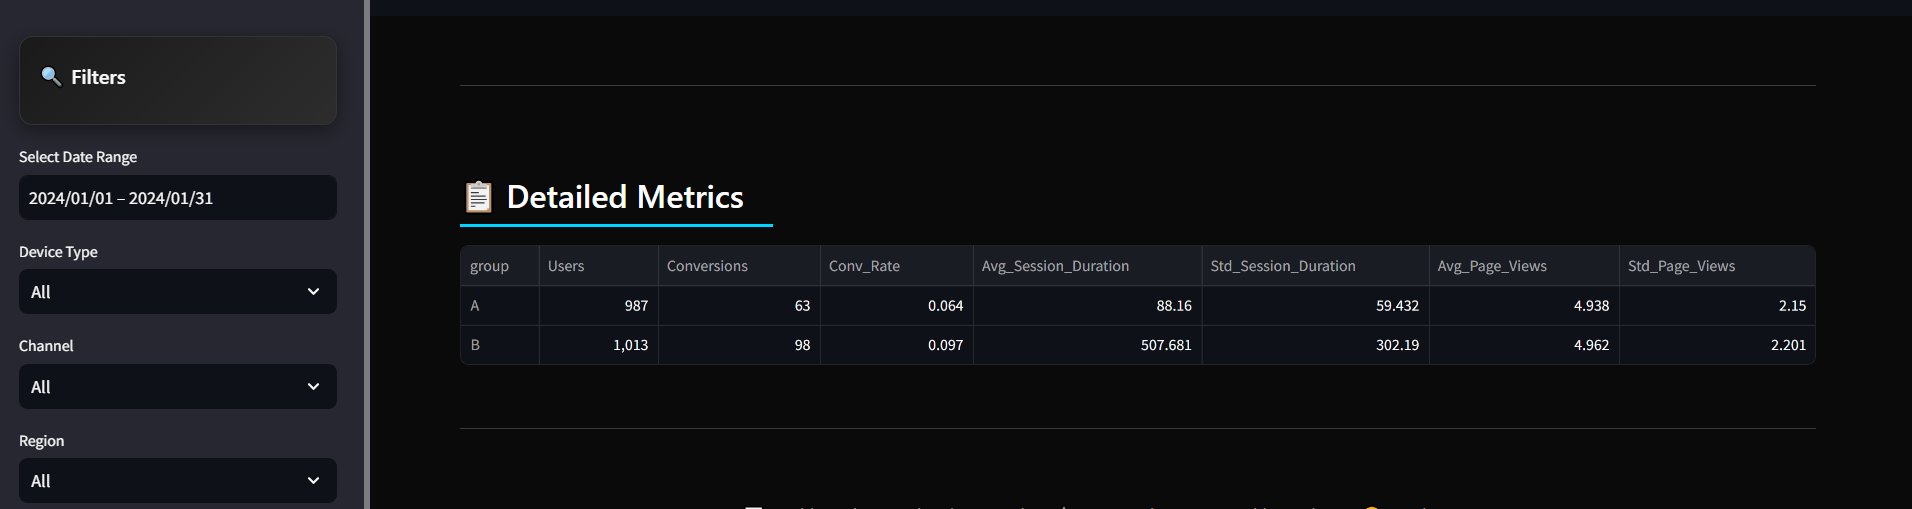 Filters
Select Date Range
2024/01/01 – 2024/01/31
Device Type
All
Channel
All
Region
All
Detailed Metrics
group Users Conversions Conv_Rate Avg_Session_Duration Std_Session_Duration Avg_Page_Views Std_Page_Views
A 987 63 0.064 88.16 59.432 4.938 2.15
B 1,013 98 0.097 507.681 302.19 4.962 2.201